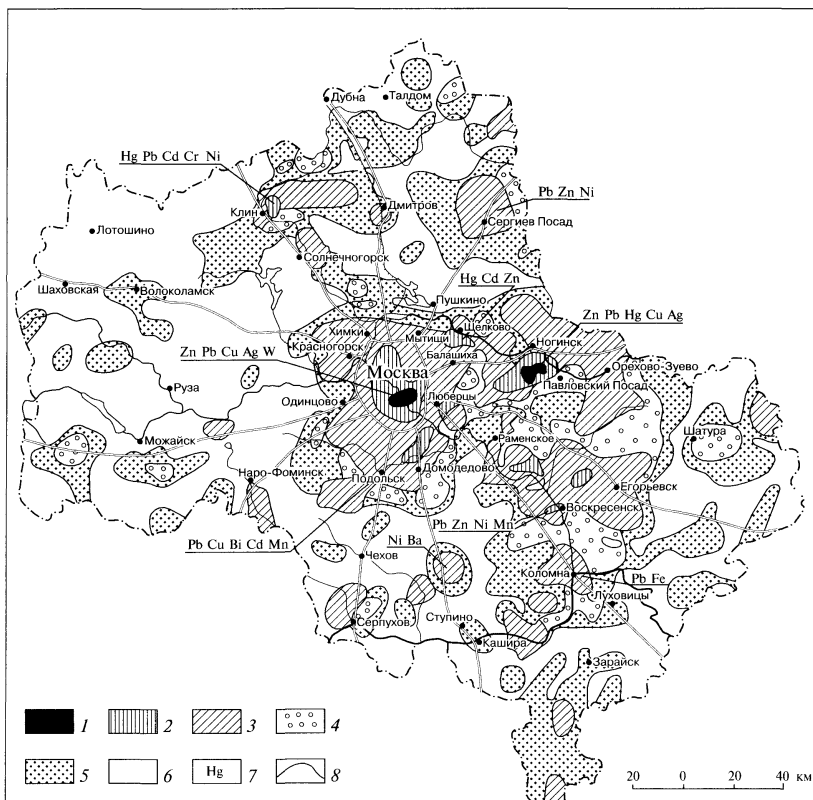 Дубна
Талдом
Hg Pb Cd Cr Ni
Pb Zn Ni
Клин
Дмитров
Сергиев Посад
Лотошино
Солнечногорск
Шаховская
Волоколамск
Hg Cd Zn
Пушкино
Zn Pb Hg Cu Ag
Химки
Мытищи
Щелково
Ногинск
Красногорск
Zn Pb Cu Ag W
Балашиха
Москва
Орехово-Зуево
Павловский Посад
Руза
Одинцово
Люберцы
Можайск
Раменское
Шатура
Наро-Фоминск
Подольск
Домодедово
Егорьевск
Воскресенск
Pb Zn Ni Mn
Pb Cu Bi Cd Mn
Ni Ba
Чехов
Коломна
Pb Fe
Луховицы
Серпухов
Ступино
Кашира
Зарайск
1 2 3 4
5 6 Hg 7 8
20 0 20 40 км